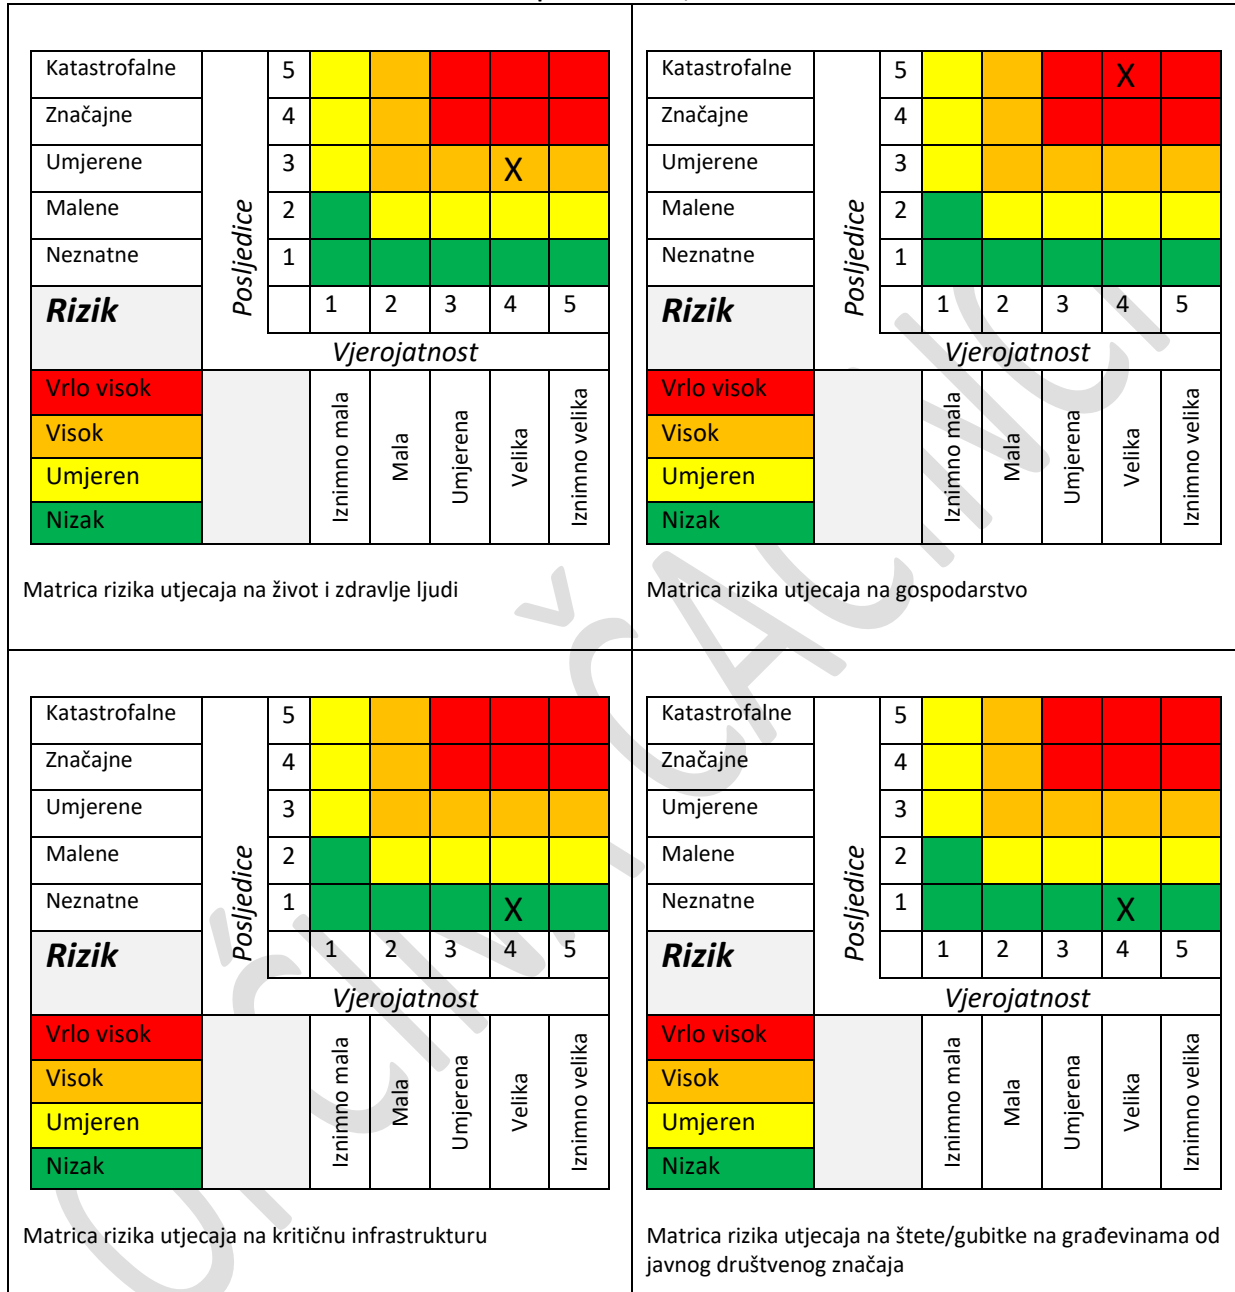 Katastrofalne 5
Značajne 4
Umjerene 3 X
Malene 2
Neznatne 1
Posljedice
Rizik 1 2 3 4 5
Vjerojatnost
Vrlo visok
Visok
Umjeren
Nizak
Iznimno mala
Mala
Umjerena
Velika
Iznimno velika
Matrica rizika utjecaja na život i zdravlje ljudi
Katastrofalne 5 X
Značajne 4
Umjerene 3
Malene 2
Neznatne 1
Posljedice
Rizik 1 2 3 4 5
Vjerojatnost
Vrlo visok
Visok
Umjeren
Nizak
Iznimno mala
Mala
Umjerena
Velika
Iznimno velika
Matrica rizika utjecaja na gospodarstvo
Katastrofalne 5
Značajne 4
Umjerene 3
Malene 2
Neznatne 1 X
Posljedice
Rizik 1 2 3 4 5
Vjerojatnost
Vrlo visok
Visok
Umjeren
Nizak
Iznimno mala
Mala
Umjerena
Velika
Iznimno velika
Matrica rizika utjecaja na kritičnu infrastrukturu
Katastrofalne 5
Značajne 4
Umjerene 3
Malene 2
Neznatne 1 X
Posljedice
Rizik 1 2 3 4 5
Vjerojatnost
Vrlo visok
Visok
Umjeren
Nizak
Iznimno mala
Mala
Umjerena
Velika
Iznimno velika
Matrica rizika utjecaja na štete/gubitke na građevinama od
javnog društvenog značaja
OPĆINA ČAČINCI